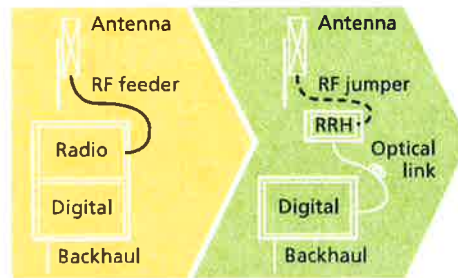 Antenna
RF feeder
Radio
Digital
Backhaul
Antenna
RF jumper
RRH
Optical
link
Digital
Backhaul